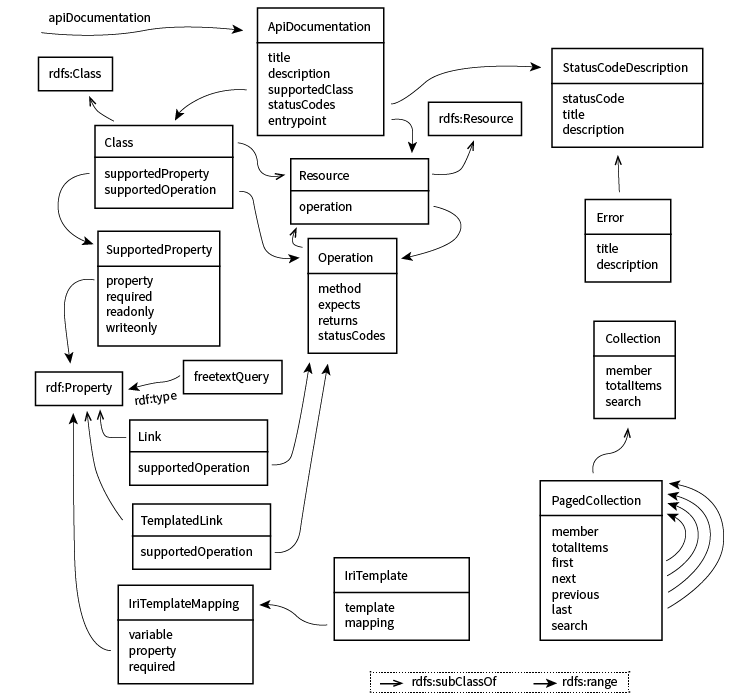 apiDocumentation
ApiDocumentation
title
description
supportedClass
statusCodes
entrypoint
rdfs:Class
StatusCodeDescription
statusCode
title
description
rdfs:Resource
Class
supportedProperty
supportedOperation
Resource
operation
Error
title
description
SupportedProperty
property
required
readonly
writeonly
Operation
method
expects
returns
statusCodes
Collection
member
totalItems
search
rdf:Property
freetextQuery
rdf:type
Link
supportedOperation
PagedCollection
member
totalItems
first
next
previous
last
search
TemplatedLink
supportedOperation
IriTemplate
template
mapping
IriTemplateMapping
variable
property
required
rdfs:subClassOf
rdfs:range